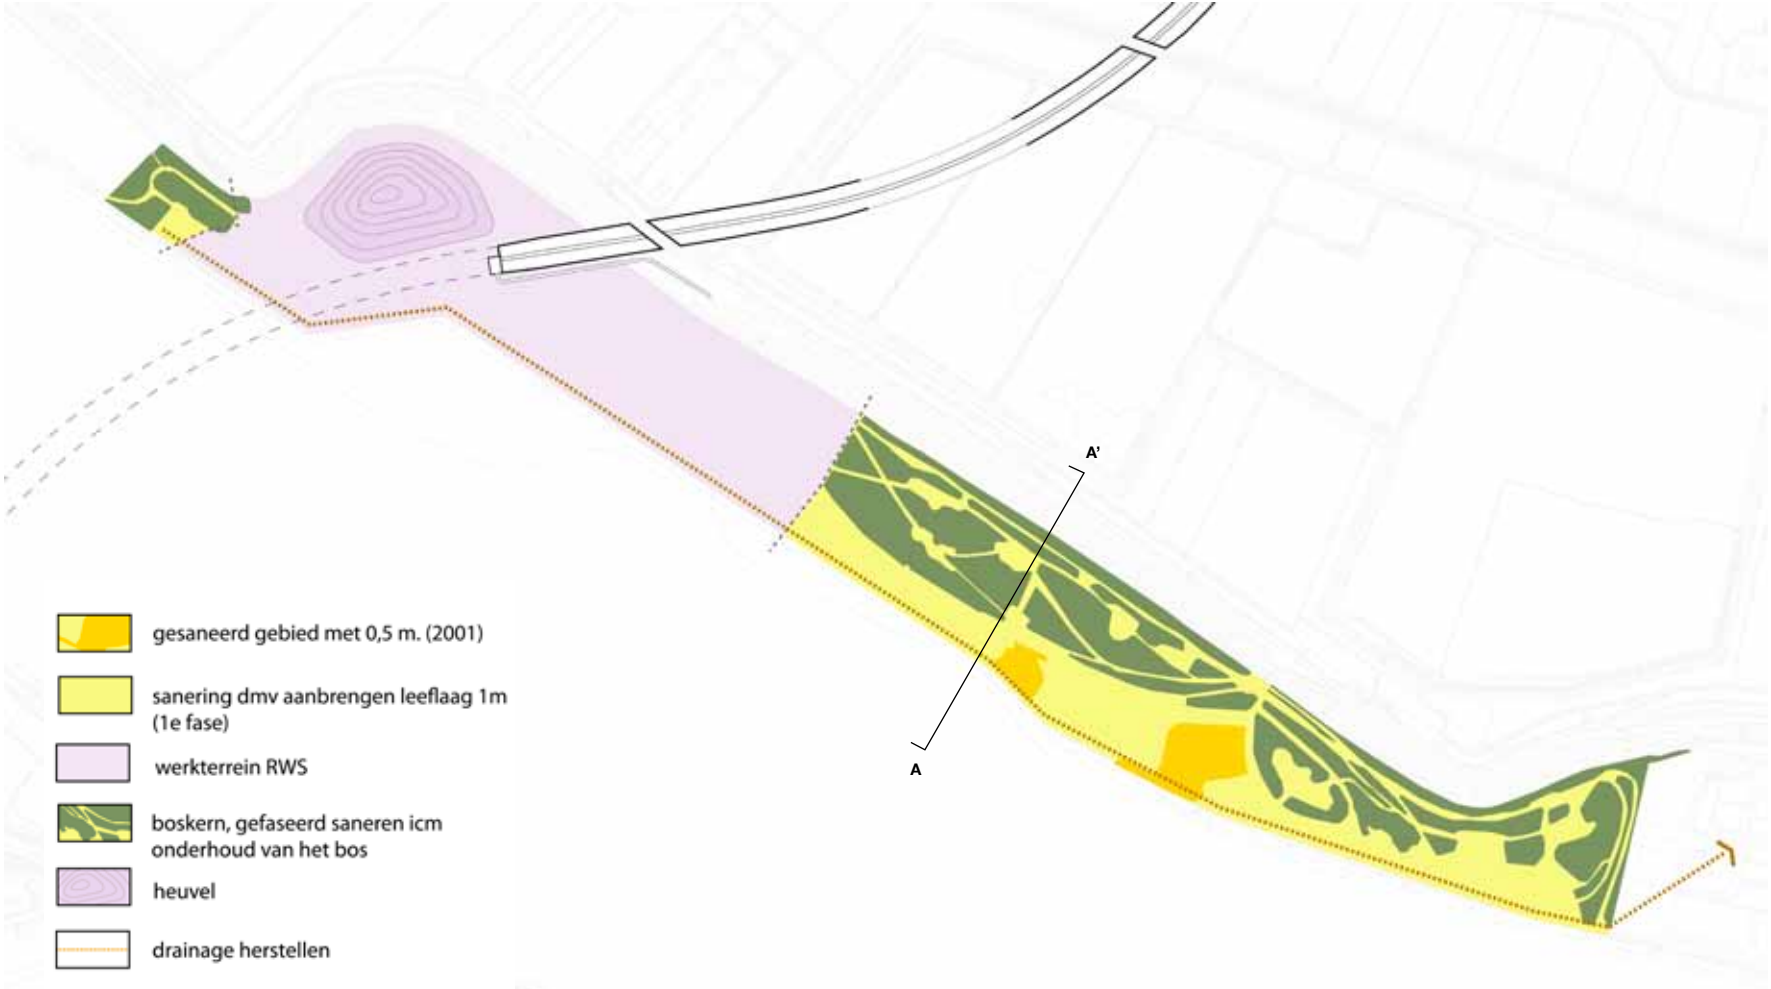 A'
A
gesaneerd gebied met 0,5 m. (2001)
sanering dmv aanbrengen leeflaag 1m
(1e fase)
werkterrein RWS
boskern, gefaseerd saneren icm
onderhoud van het bos
heuvel
drainage herstellen